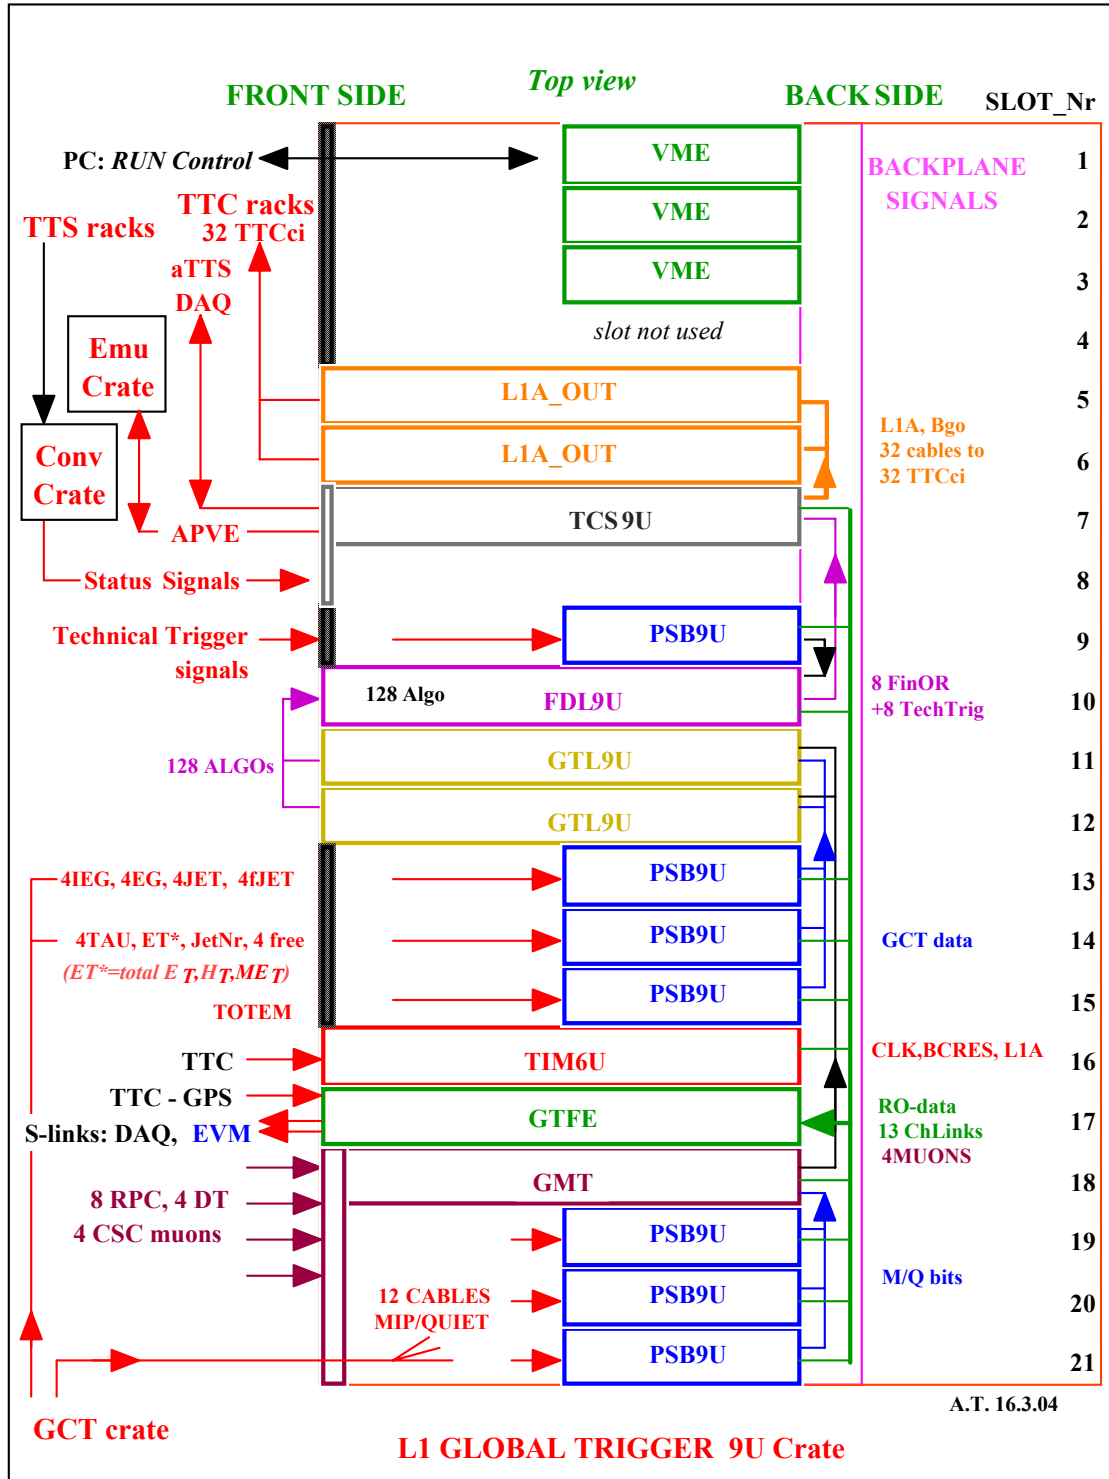 Top view
FRONT SIDE
BACK SIDE
SLOT_Nr
PC: RUN Control
VME
1
BACKPLANE
SIGNALS
TTC racks
32 TTCci
VME
2
TTS racks
aTTS
DAQ
VME
3
slot not used
4
Emu
Crate
L1A_OUT
5
L1A, Bgo
32 cables to
32 TTCci
Conv
Crate
L1A_OUT
6
TCS 9U
7
APVE
Status Signals
8
Technical Trigger
signals
PSB9U
9
128 Algo
FDL9U
8 FinOR
+8 TechTrig
10
128 ALGOs
GTL9U
11
GTL9U
12
4IEG, 4EG, 4JET, 4fJET
PSB9U
13
4TAU, ET*, JetNr, 4 free
(ET*=total ET,HT,MET)
PSB9U
GCT data
14
TOTEM
PSB9U
15
TTC
TIM6U
CLK,BCRES, L1A
16
TTC - GPS
GTFE
RO-data
13 ChLinks
17
S-links: DAQ, EVM
4MUONS
GMT
18
8 RPC, 4 DT
4 CSC muons
PSB9U
19
M/Q bits
12 CABLES
MIP/QUIET
PSB9U
20
PSB9U
21
A.T. 16.3.04
GCT crate
L1 GLOBAL TRIGGER 9U Crate